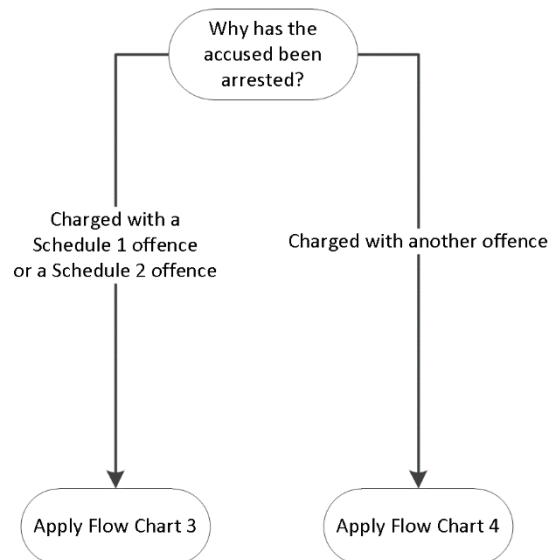 Why has the
accused been
arrested?
Charged with a
Schedule 1 offence
or a Schedule 2 offence
Charged with another offence
Apply Flow Chart 3
Apply Flow Chart 4